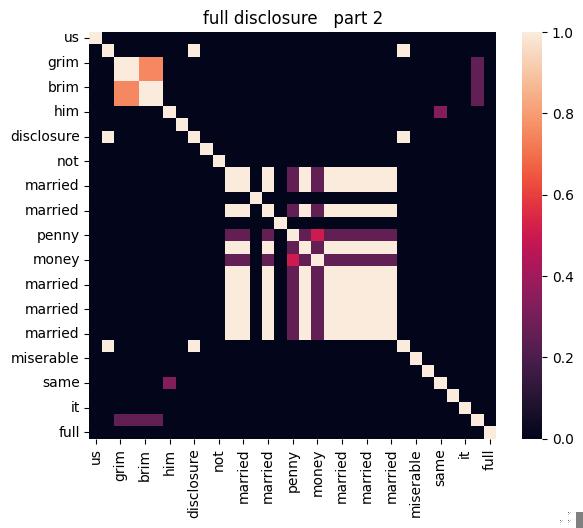 full disclosure   part 2
us
grim
brim
him
disclosure
not
married
married
penny
money
married
married
married
miserable
same
it
full
us
grim
brim
him
disclosure
not
married
married
penny
money
married
married
married
miserable
same
it
full
1.0
0.8
0.6
0.4
0.2
0.0